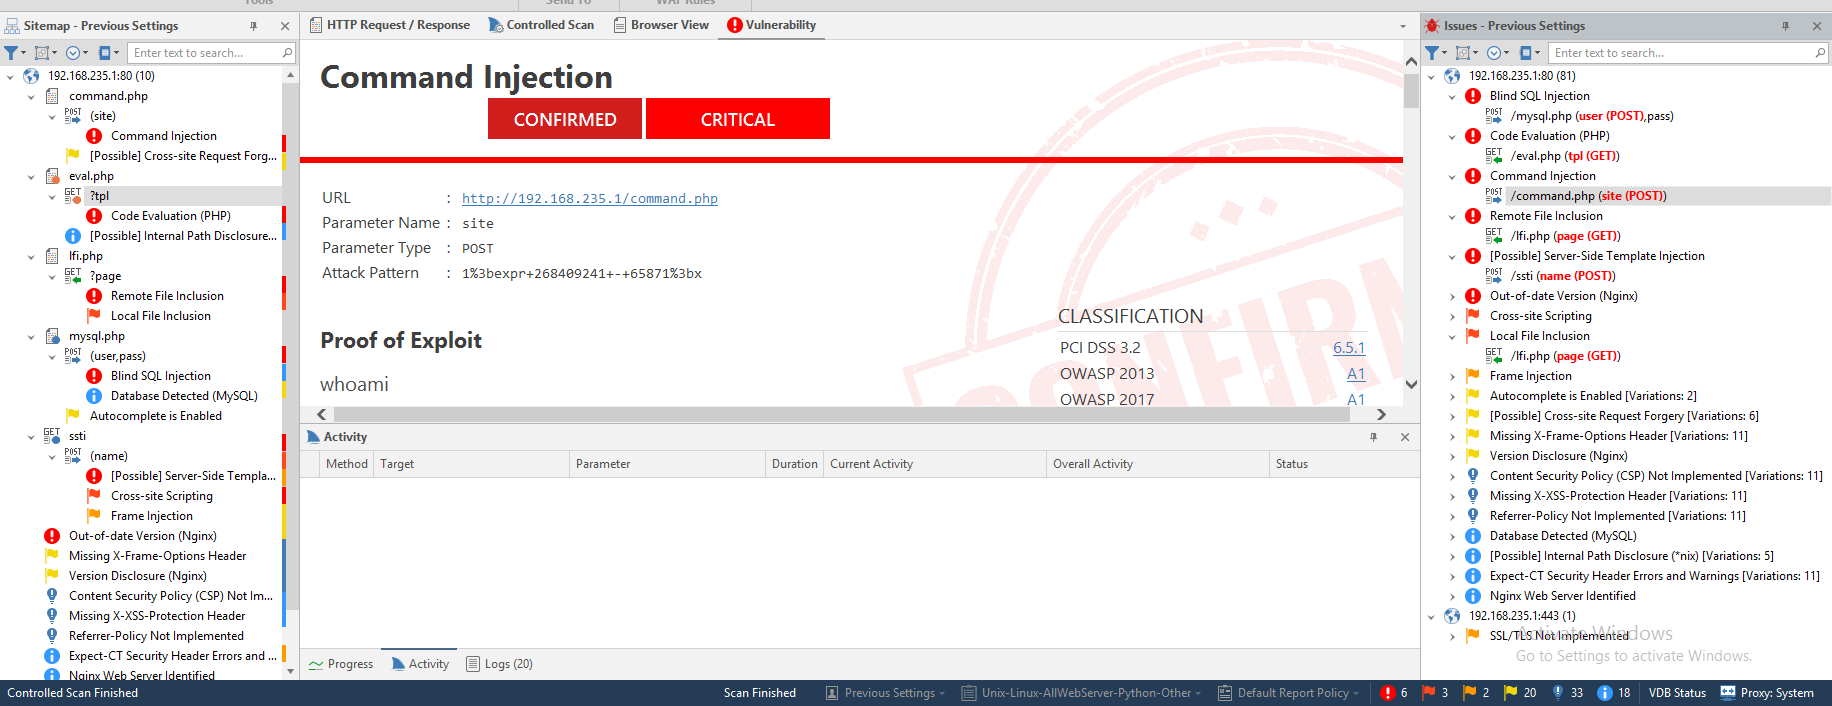 Tools Send To WAF Rules
Sitemap - Previous Settings
Enter text to search...
192.168.235.1:80 (10)
command.php
POST (site)
Command Injection
[Possible] Cross-site Request Forg...
eval.php
GET ?tpl
Code Evaluation (PHP)
[Possible] Internal Path Disclosure...
lfi.php
GET ?page
Remote File Inclusion
Local File Inclusion
mysql.php
POST (user,pass)
Blind SQL Injection
Database Detected (MySQL)
Autocomplete is Enabled
GET ssti
POST (name)
[Possible] Server-Side Templa...
Cross-site Scripting
Frame Injection
Out-of-date Version (Nginx)
Missing X-Frame-Options Header
Version Disclosure (Nginx)
Content Security Policy (CSP) Not Im...
Missing X-XSS-Protection Header
Referrer-Policy Not Implemented
Expect-CT Security Header Errors and ...
Nginx Web Server Identified
HTTP Request / Response Controlled Scan Browser View Vulnerability
Command Injection
CONFIRMED CRITICAL
URL : http://192.168.235.1/command.php
Parameter Name : site
Parameter Type : POST
Attack Pattern : 1%3bexpr+268409241+-+65871%3bx
CONFIRM
Proof of Exploit
whoami
CLASSIFICATION
PCI DSS 3.2 6.5.1
OWASP 2013 A1
OWASP 2017 A1
Activity
Method Target Parameter Duration Current Activity Overall Activity Status
Progress Activity Logs (20)
Issues - Previous Settings
Enter text to search...
192.168.235.1:80 (81)
Blind SQL Injection
POST /mysql.php (user (POST),pass)
Code Evaluation (PHP)
GET /eval.php (tpl (GET))
Command Injection
POST /command.php (site (POST))
Remote File Inclusion
GET /lfi.php (page (GET))
[Possible] Server-Side Template Injection
POST /ssti (name (POST))
Out-of-date Version (Nginx)
Cross-site Scripting
Local File Inclusion
GET /lfi.php (page (GET))
Frame Injection
Autocomplete is Enabled [Variations: 2]
[Possible] Cross-site Request Forgery [Variations: 6]
Missing X-Frame-Options Header [Variations: 11]
Version Disclosure (Nginx)
Content Security Policy (CSP) Not Implemented [Variations: 11]
Missing X-XSS-Protection Header [Variations: 11]
Referrer-Policy Not Implemented [Variations: 11]
Database Detected (MySQL)
[Possible] Internal Path Disclosure (*nix) [Variations: 5]
Expect-CT Security Header Errors and Warnings [Variations: 11]
Nginx Web Server Identified
192.168.235.1:443 (1)
SSL/TLS Not Implemented
Activate Windows
Go to Settings to activate Windows.
Controlled Scan Finished Scan Finished Previous Settings Unix-Linux-AllWebServer-Python-Other Default Report Policy 6 3 2 20 33 18 VDB Status Proxy: System